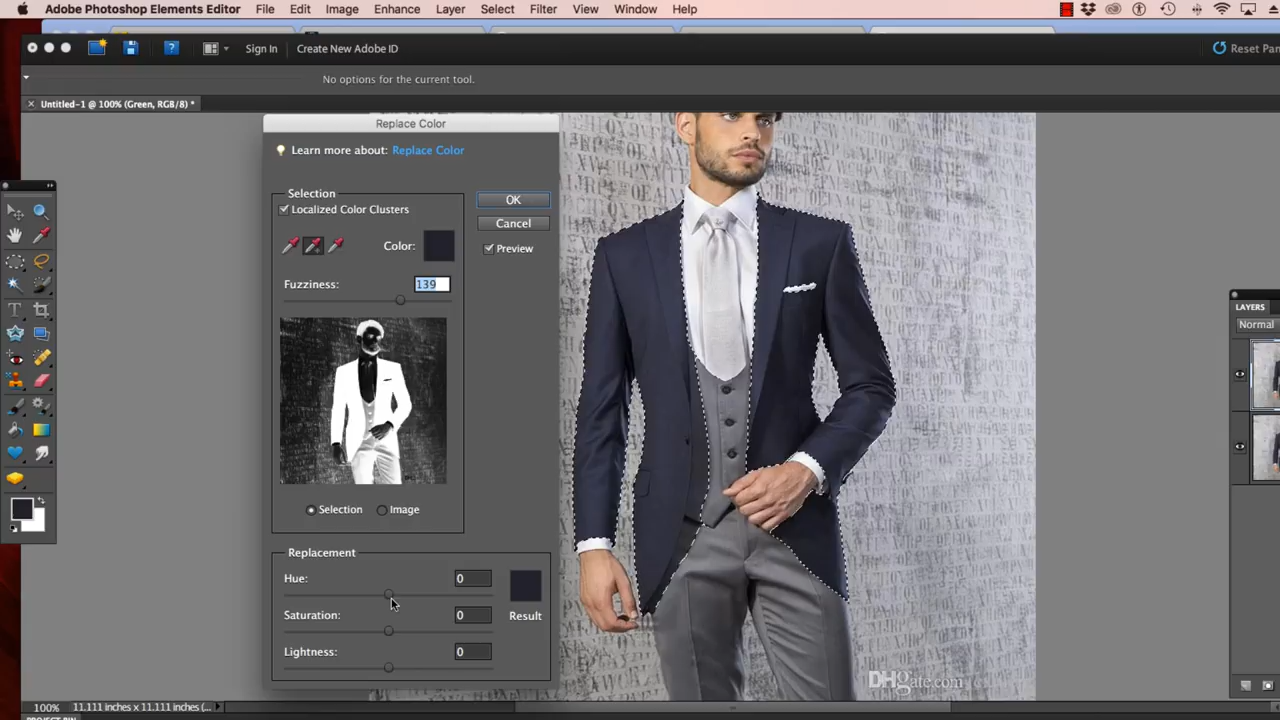 Adobe Photoshop Elements Editor File Edit Image Enhance Layer Select Filter View Window Help
Sign In Create New Adobe ID Reset Pan
No options for the current tool.
Untitled-1 @ 100% (Green, RGB/8) *
Replace Color
Learn more about: Replace Color
Selection
OK
Localized Color Clusters
Cancel
Color:
Preview
Fuzziness: 139
LAYERS
Normal
Selection Image
Replacement
Hue: 0
Saturation: 0 Result
Lightness: 0
DHgate.com
100% 11.111 inches x 11.111 inches (...
PROJECT BIN